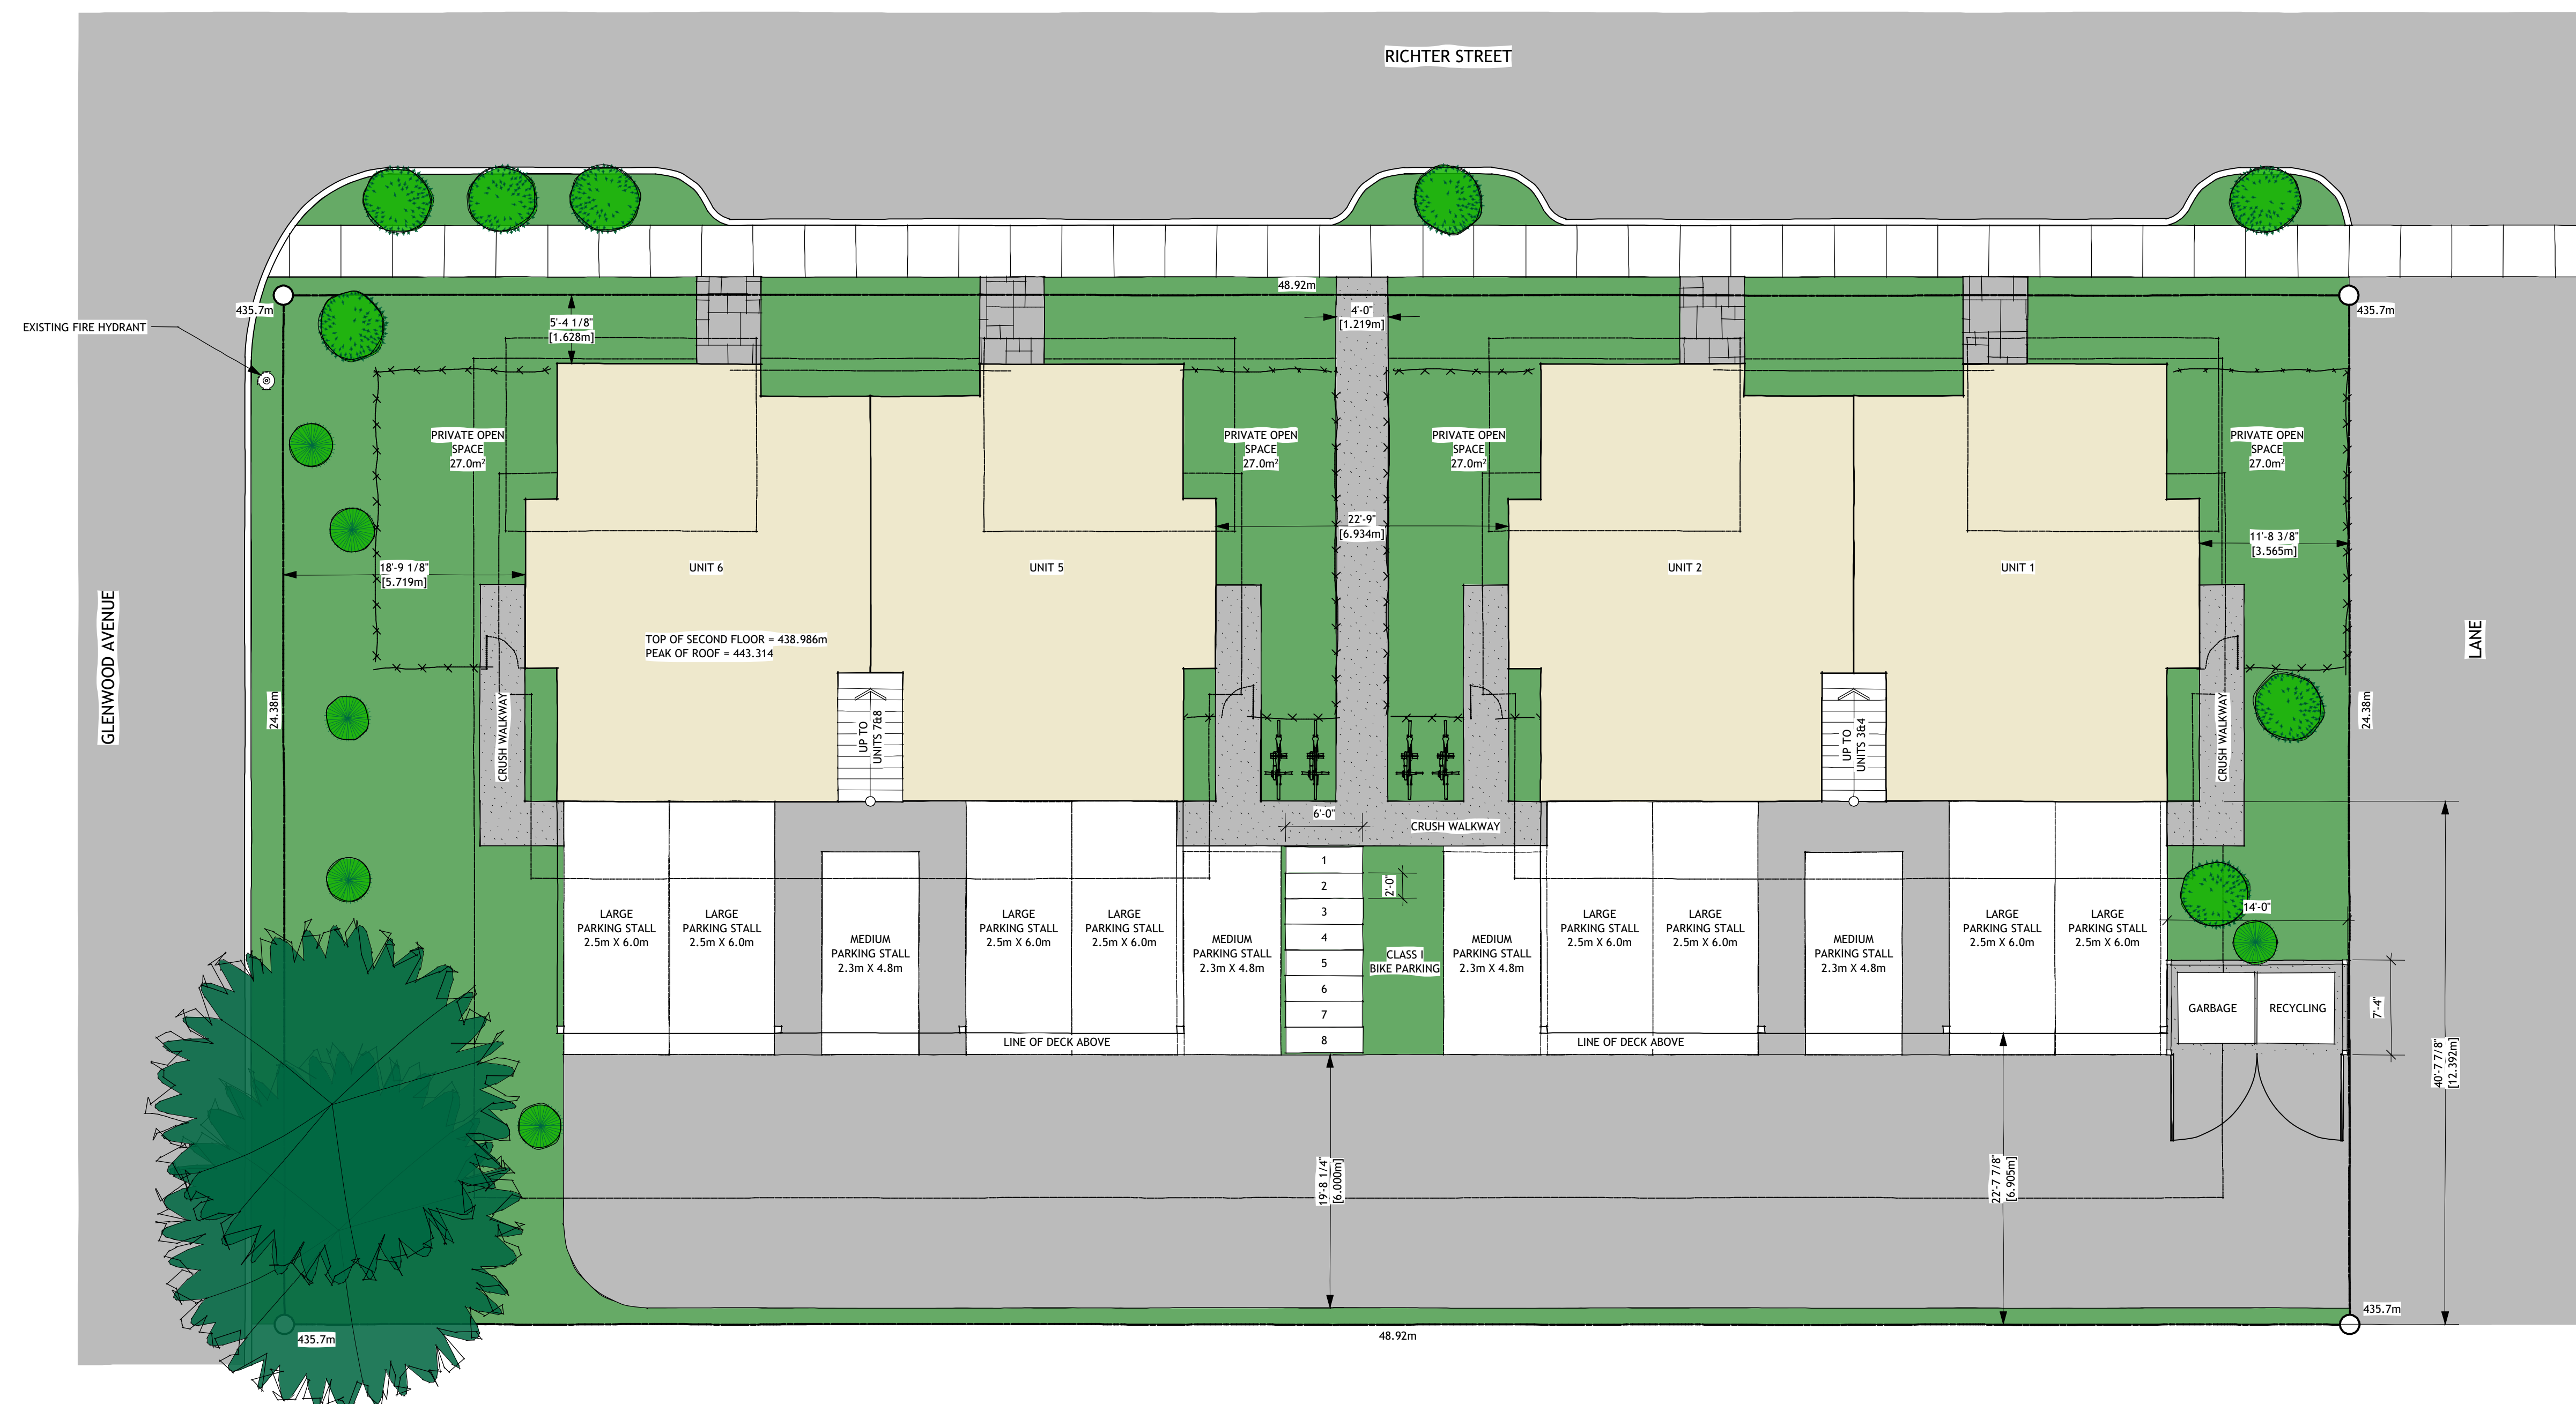 RICHTER STREET
EXISTING FIRE HYDRANT
435.7m
48.92m
435.7m
5'-4 1/8"
[1.628m]
4'-0"
[1.219m]
PRIVATE OPEN
SPACE
27.0m²
PRIVATE OPEN
SPACE
27.0m²
PRIVATE OPEN
SPACE
27.0m²
PRIVATE OPEN
SPACE
27.0m²
22'-9"
[6.934m]
11'-8 3/8"
[3.565m]
18'-9 1/8"
[5.719m]
UNIT 6
UNIT 5
UNIT 2
UNIT 1
GLENWOOD AVENUE
LANE
TOP OF SECOND FLOOR = 438.986m
PEAK OF ROOF = 443.314
24.38m
24.38m
CRUSH WALKWAY
UP TO
UNITS 7&8
UP TO
UNITS 3&4
CRUSH WALKWAY
6'-0"
CRUSH WALKWAY
1
2
3
4
5
6
7
8
2'-0"
14'-0"
LARGE
PARKING STALL
2.5m X 6.0m
LARGE
PARKING STALL
2.5m X 6.0m
MEDIUM
PARKING STALL
2.3m X 4.8m
LARGE
PARKING STALL
2.5m X 6.0m
LARGE
PARKING STALL
2.5m X 6.0m
MEDIUM
PARKING STALL
2.3m X 4.8m
CLASS I
BIKE PARKING
MEDIUM
PARKING STALL
2.3m X 4.8m
LARGE
PARKING STALL
2.5m X 6.0m
LARGE
PARKING STALL
2.5m X 6.0m
MEDIUM
PARKING STALL
2.3m X 4.8m
LARGE
PARKING STALL
2.5m X 6.0m
LARGE
PARKING STALL
2.5m X 6.0m
GARBAGE
RECYCLING
7'-4"
LINE OF DECK ABOVE
LINE OF DECK ABOVE
40'-7 7/8"
[12.392m]
19'-8 1/4"
[6.000m]
22'-7 7/8"
[6.905m]
435.7m
48.92m
435.7m